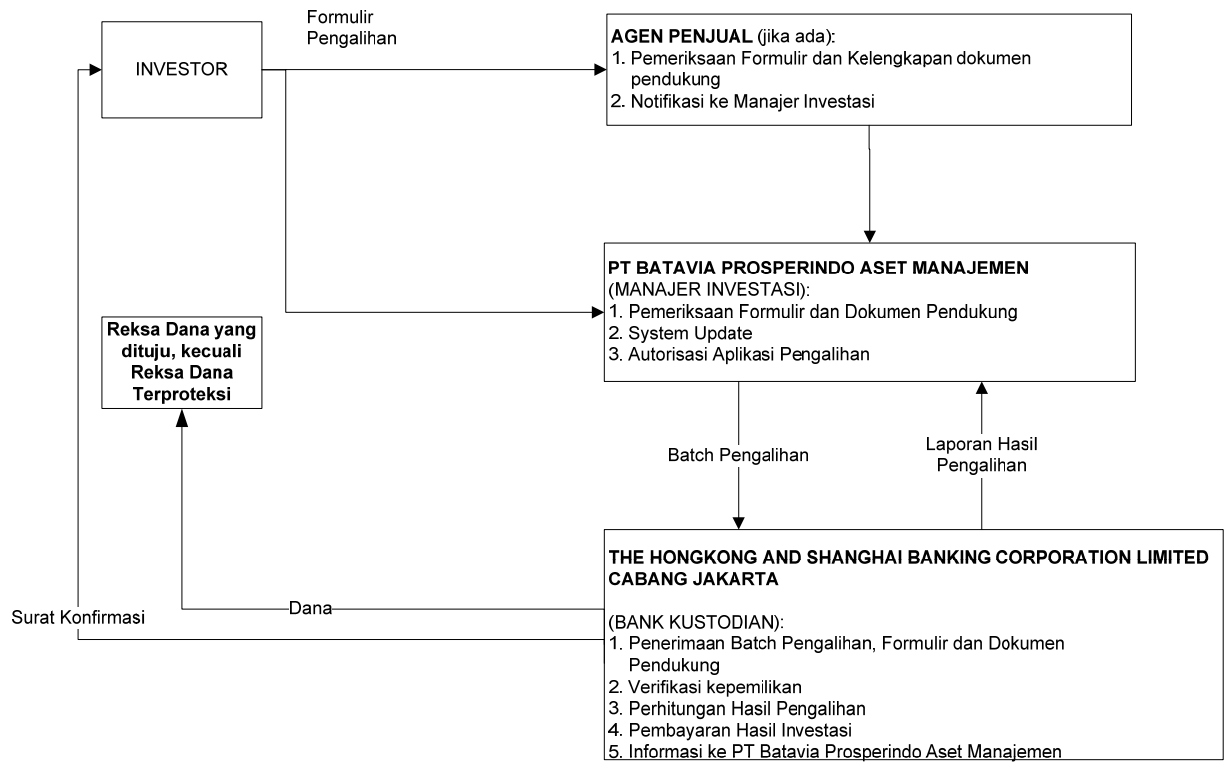 Formulir
Pengalihan
INVESTOR
AGEN PENJUAL (jika ada):
1. Pemeriksaan Formulir dan Kelengkapan dokumen
pendukung
2. Notifikasi ke Manajer Investasi
PT BATAVIA PROSPERINDO ASET MANAJEMEN
(MANAJER INVESTASI):
1. Pemeriksaan Formulir dan Dokumen Pendukung
2. System Update
3. Autorisasi Aplikasi Pengalihan
Reksa Dana yang
dituju, kecuali
Reksa Dana
Terproteksi
Batch Pengalihan
Laporan Hasil
Pengalihan
THE HONGKONG AND SHANGHAI BANKING CORPORATION LIMITED
CABANG JAKARTA
(BANK KUSTODIAN):
1. Penerimaan Batch Pengalihan, Formulir dan Dokumen
Pendukung
2. Verifikasi kepemilikan
3. Perhitungan Hasil Pengalihan
4. Pembayaran Hasil Investasi
5. Informasi ke PT Batavia Prosperindo Aset Manajemen
Dana
Surat Konfirmasi